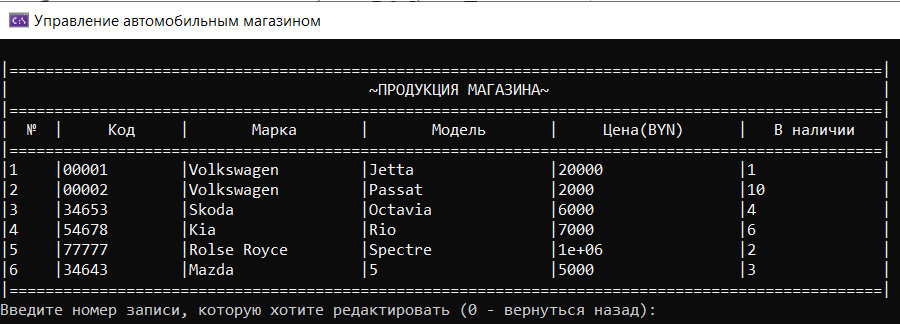 Управление автомобильным магазином
|=================================================================================================|
| ~ПРОДУКЦИЯ МАГАЗИНА~ |
|=================================================================================================|
| № | Код | Марка | Модель | Цена(BYN) | В наличии |
|=================================================================================================|
|1 |00001 |Volkswagen |Jetta |20000 |1 |
|2 |00002 |Volkswagen |Passat |2000 |10 |
|3 |34653 |Skoda |Octavia |6000 |4 |
|4 |54678 |Kia |Rio |7000 |6 |
|5 |77777 |Rolse Royce |Spectre |1e+06 |2 |
|6 |34643 |Mazda |5 |5000 |3 |
|=================================================================================================|
Введите номер записи, которую хотите редактировать (0 - вернуться назад):